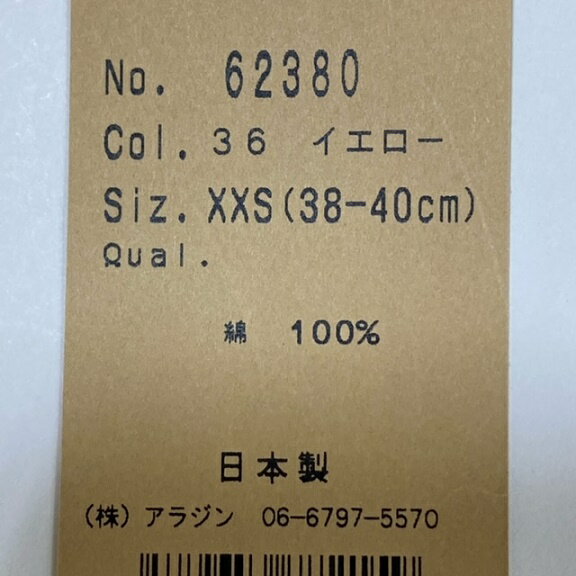 No. 62380
Col. 36 イエロー
Siz. XXS(38-40cm)
Qual.
綿 100%
日本製
(株) アラジン 06-6797-5570